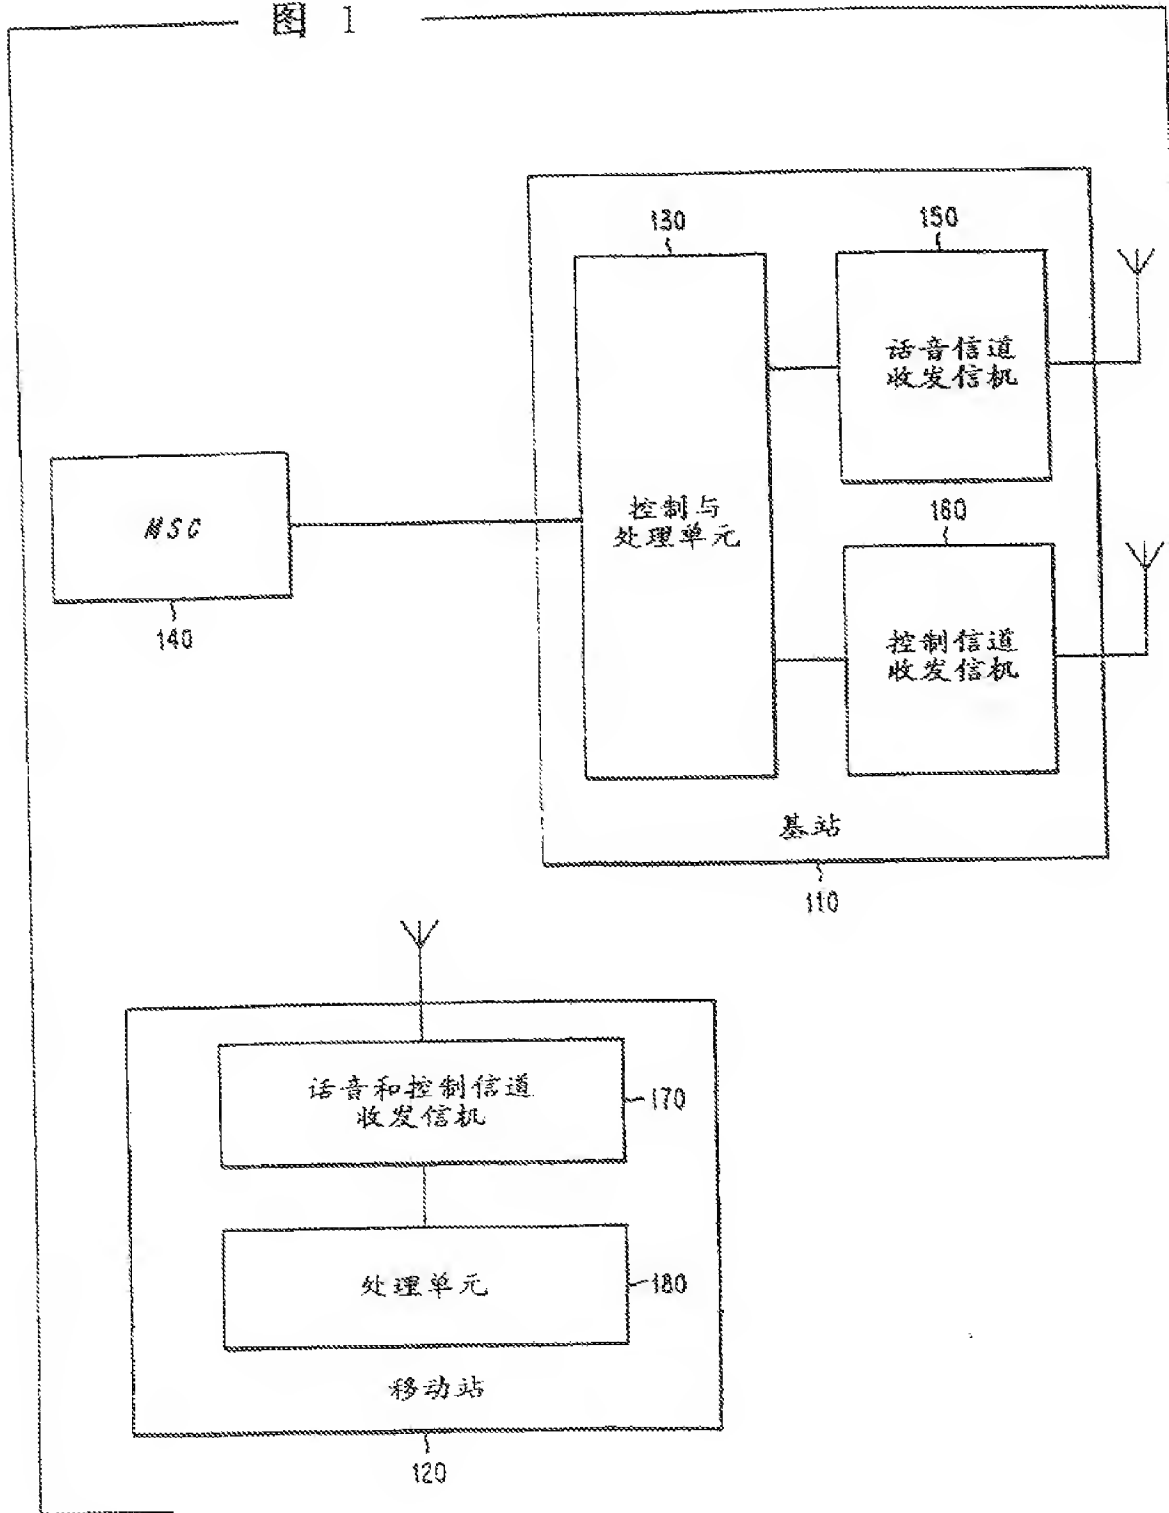 图 1
130
150
话音信道
收发信机
MSC
140
控制与
处理单元
160
控制信道
收发信机
基站
110
话音和控制信道
收发信机
170
处理单元
180
移动站
120